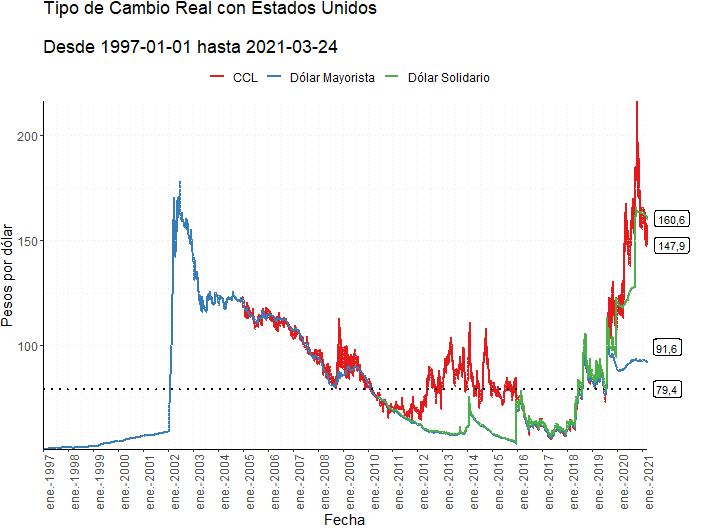 Tipo de Cambio Real con Estados Unidos
Desde 1997-01-01 hasta 2021-03-24
CCL Dólar Mayorista Dólar Solidario
Pesos por dólar
200
150
100
160,6
147,9
91,6
79,4
ene.-1997
ene.-1998
ene.-1999
ene.-2000
ene.-2001
ene.-2002
ene.-2003
ene.-2004
ene.-2005
ene.-2006
ene.-2007
ene.-2008
ene.-2009
ene.-2010
ene.-2011
ene.-2012
ene.-2013
ene.-2014
ene.-2015
ene.-2016
ene.-2017
ene.-2018
ene.-2019
ene.-2020
ene.-2021
Fecha